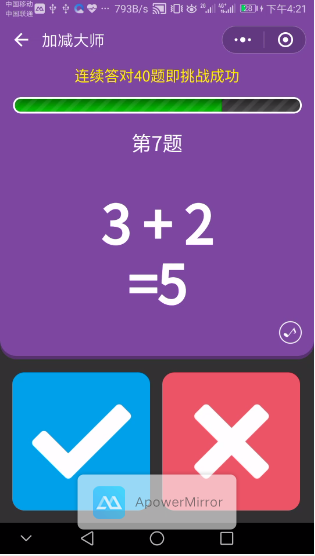 中国移动
中国联通
793B/s
下午4:21
加减大师
连续答对40题即挑战成功
第7题
3 + 2
=5
ApowerMirror